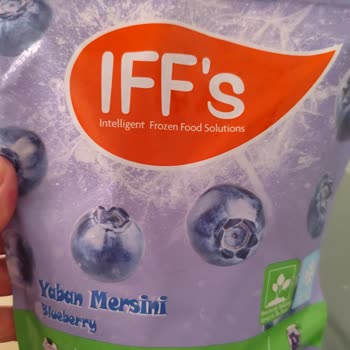 IFF's
Intelligent Frozen Food Solutions
Yaban Mersini
Blueberry